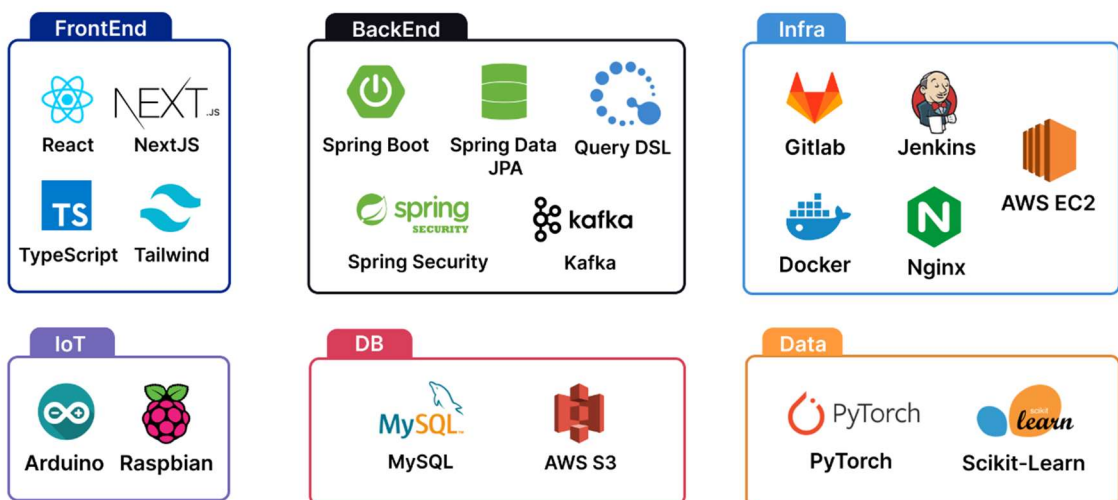 FrontEnd
BackEnd
Infra
NEXT.JS
React
NextJS
Spring Boot
Spring Data
JPA
Query DSL
Gitlab
Jenkins
AWS EC2
TS
TypeScript
Tailwind
spring
SECURITY
Spring Security
kafka
Kafka
Docker
N
Nginx
IoT
DB
Data
Arduino
Raspbian
MySQL™
MySQL
AWS S3
PyTorch
PyTorch
scikit
learn
Scikit-Learn